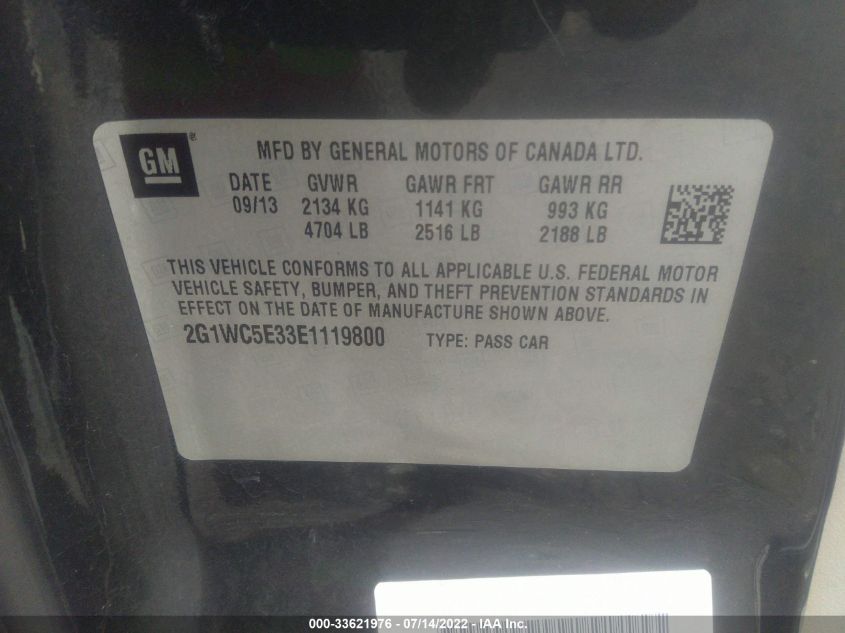 GM
MFD BY GENERAL MOTORS OF CANADA LTD.
DATE GVWR GAWR FRT GAWR RR
09/13 2134 KG 1141 KG 993 KG
4704 LB 2516 LB 2188 LB
THIS VEHICLE CONFORMS TO ALL APPLICABLE U.S. FEDERAL MOTOR
VEHICLE SAFETY, BUMPER, AND THEFT PREVENTION STANDARDS IN
EFFECT ON THE DATE OF MANUFACTURE SHOWN ABOVE.
2G1WC5E33E1119800 TYPE: PASS CAR
000-33621976 - 07/14/2022 - IAA Inc.